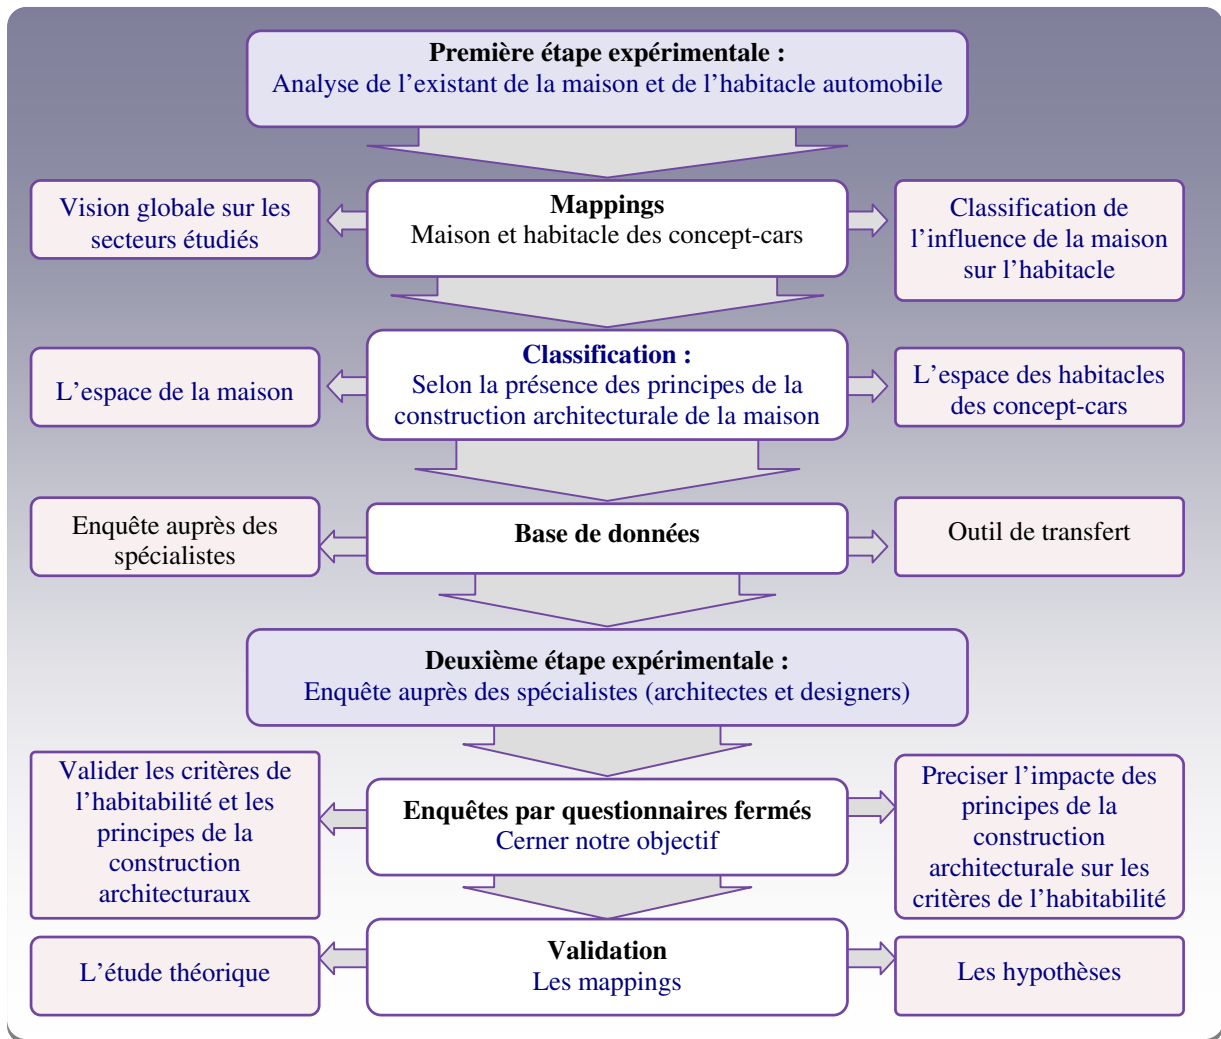 Première étape expérimentale :
Analyse de l'existant de la maison et de l'habitacle automobile
Vision globale sur les
secteurs étudiés
Mappings
Maison et habitacle des concept-cars
Classification de
l'influence de la maison
sur l'habitacle
L'espace de la maison
Classification :
Selon la présence des principes de la
construction architecturale de la maison
L'espace des habitacles
des concept-cars
Enquête auprès des
spécialistes
Base de données
Outil de transfert
Deuxième étape expérimentale :
Enquête auprès des spécialistes (architectes et designers)
Valider les critères de
l'habitabilité et les
principes de la
construction
architecturaux
Enquêtes par questionnaires fermés
Cerner notre objectif
Preciser l'impacte des
principes de la
construction
architecturale sur les
critères de l'habitabilité
L'étude théorique
Validation
Les mappings
Les hypothèses